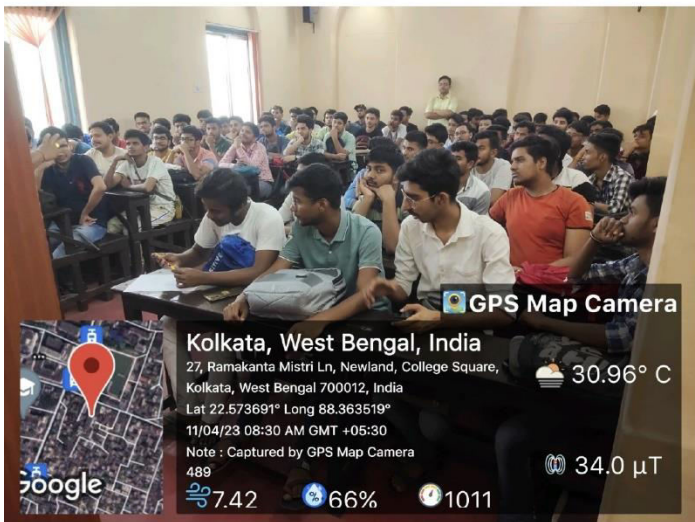 GPS Map Camera
Kolkata, West Bengal, India
27, Ramakanta Mistri Ln, Newland, College Square,
Kolkata, West Bengal 700012, India
Lat 22.573691° Long 88.363519°
11/04/23 08:30 AM GMT +05:30
Note : Captured by GPS Map Camera
489
30.96° C
34.0 µT
7.42
66%
1011
Google